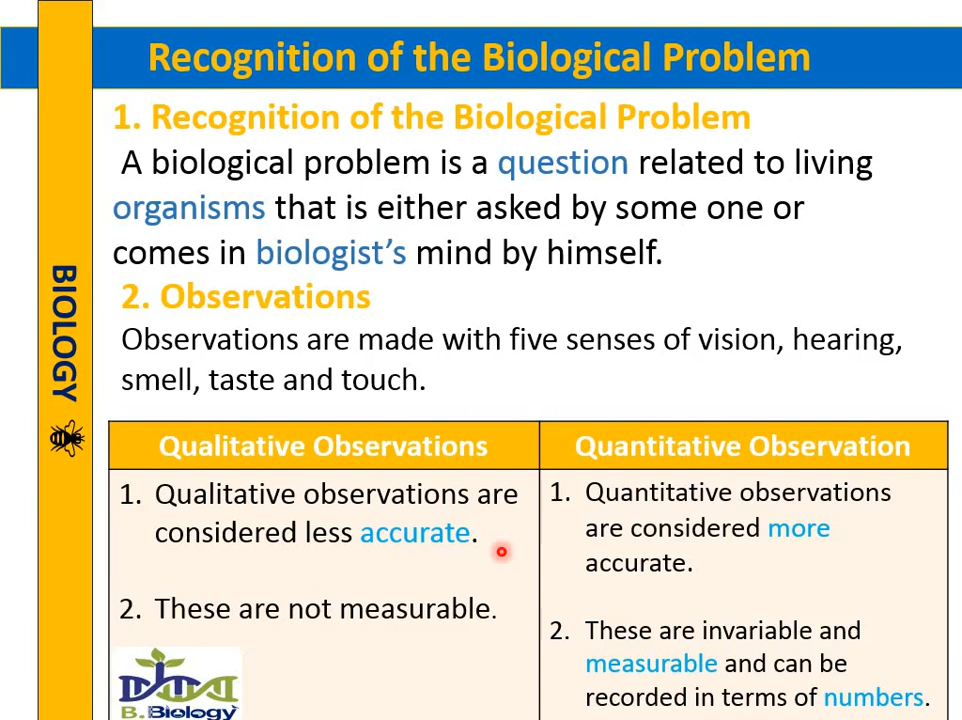 Recognition of the Biological Problem
1. Recognition of the Biological Problem
A biological problem is a question related to living
organisms that is either asked by some one or
comes in biologist's mind by himself.
2. Observations
Observations are made with five senses of vision, hearing,
smell, taste and touch.
BIOLOGY
Qualitative Observations
1. Qualitative observations are
considered less accurate.
2. These are not measurable.
Quantitative Observation
1. Quantitative observations
are considered more
accurate.
2. These are invariable and
measurable and can be
recorded in terms of numbers.
B.Biology